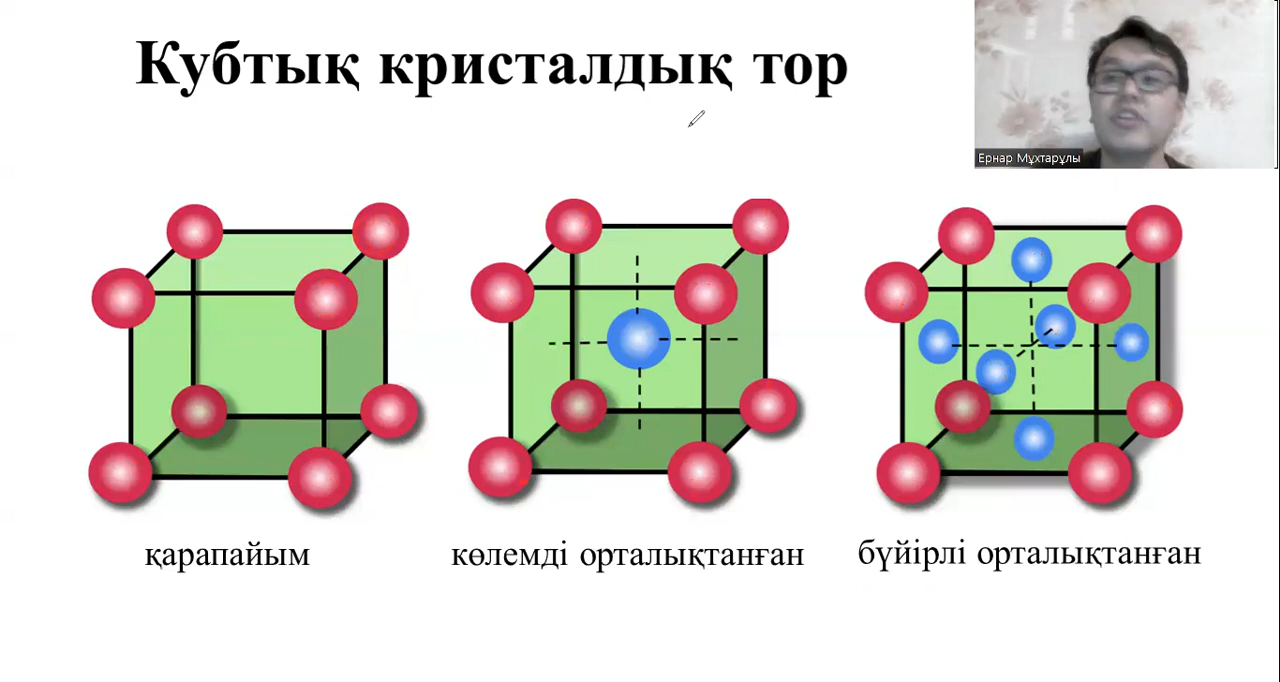 Кубтық кристалдық тор
Ернар Мұхтарұлы
қарапайым
көлемді орталықтанған
бүйірлі орталықтанған